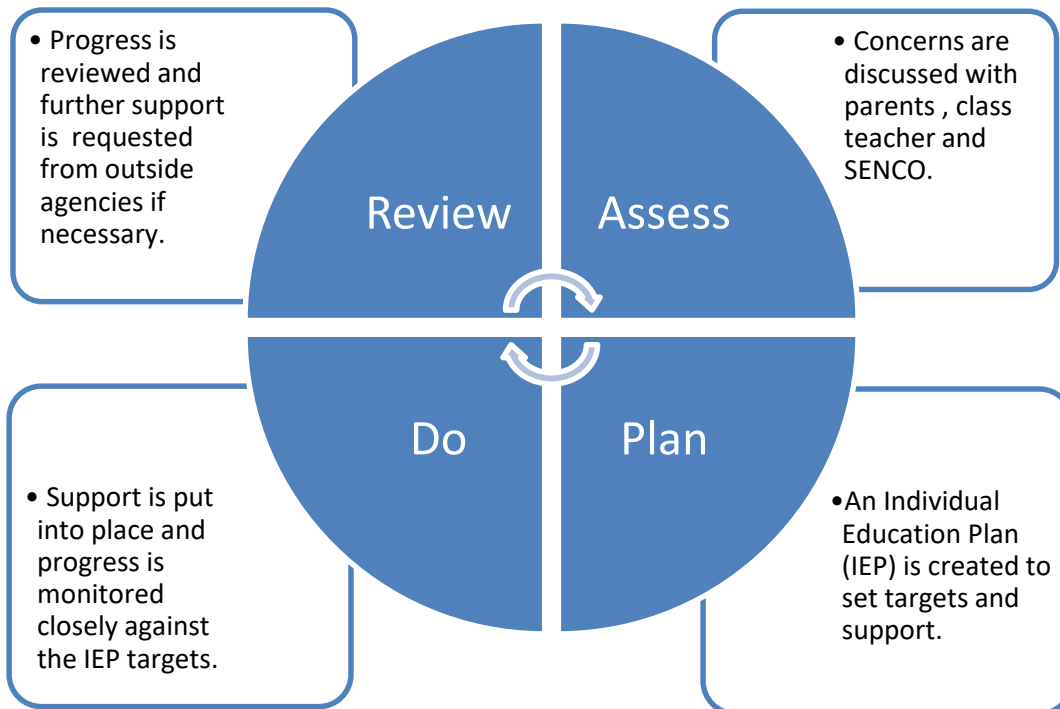 • Progress is
reviewed and
further support
is  requested
from outside
agencies if
necessary.
Review
Assess
• Concerns are
discussed with
parents , class
teacher and
SENCO.
Do
Plan
• Support is put
into place and
progress is
monitored
closely against
the IEP targets.
•An Individual
Education Plan
(IEP) is created to
set targets and
support.